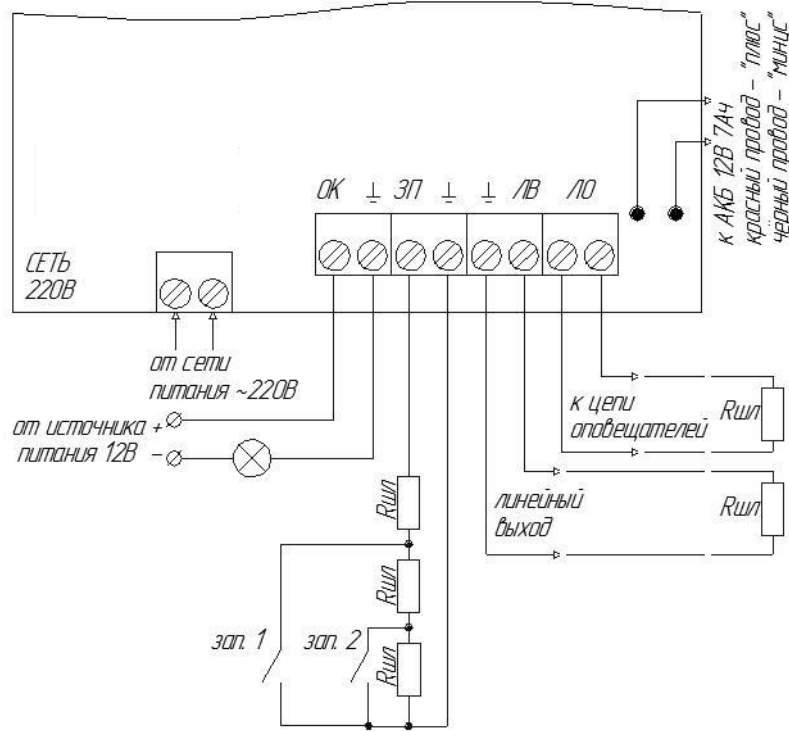 ОК ⊥ ЗП ⊥ ⊥ ЛВ ЛО
к АКБ 12В 7Ач
красный провод – "плюс"
чёрный провод – "минус"
СЕТЬ
220В
от сети
питания ~220В
от источника +
питания 12В –
к цепи
оповещателей
Rшл
линейный
выход
Rшл
Rшл
Rшл
Rшл
зап. 1
зап. 2